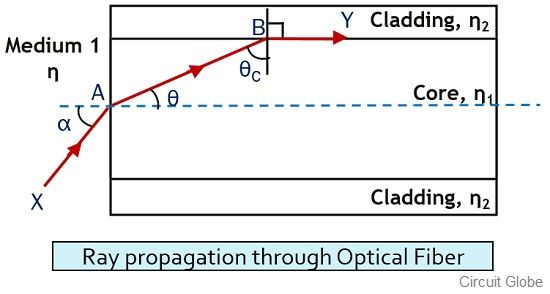 Cladding, η₂
B
Y
Medium 1
η
θc
A
θ
Core, η₁
α
X
Cladding, η₂
Ray propagation through Optical Fiber
Circuit Globe